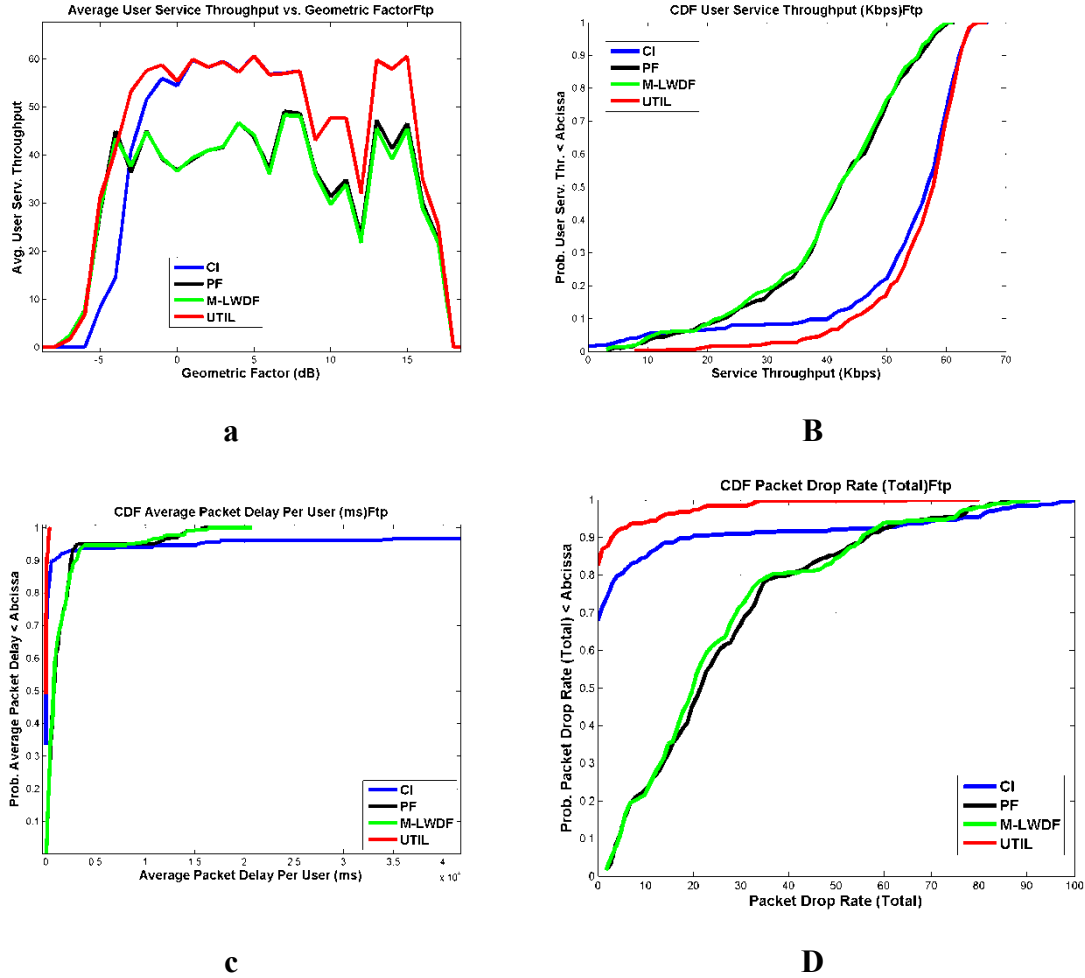 Average User Service Throughput vs. Geometric FactorFtp
Avg. User Serv. Throughput
60
50
40
30
20
10
0
-5
0
5
10
15
Geometric Factor (dB)
CI
PF
M-LWDF
UTIL
a
CDF User Service Throughput (Kbps)Ftp
Prob. User Serv. Thr. < Abcissa
1
0.9
0.8
0.7
0.6
0.5
0.4
0.3
0.2
0.1
0
0
10
20
30
40
50
60
70
Service Throughput (Kbps)
CI
PF
M-LWDF
UTIL
B
CDF Average Packet Delay Per User (ms)Ftp
Prob. Average Packet Delay < Abcissa
1
0.9
0.8
0.7
0.6
0.5
0.4
0.3
0.2
0.1
0
0.5
1
1.5
2
2.5
3
3.5
4
Average Packet Delay Per User (ms)
CI
PF
M-LWDF
UTIL
c
CDF Packet Drop Rate (Total)Ftp
Prob. Packet Drop Rate (Total) < Abcissa
1
0.9
0.8
0.7
0.6
0.5
0.4
0.3
0.2
0.1
0
0
10
20
30
40
50
60
70
80
90
100
Packet Drop Rate (Total)
CI
PF
M-LWDF
UTIL
D